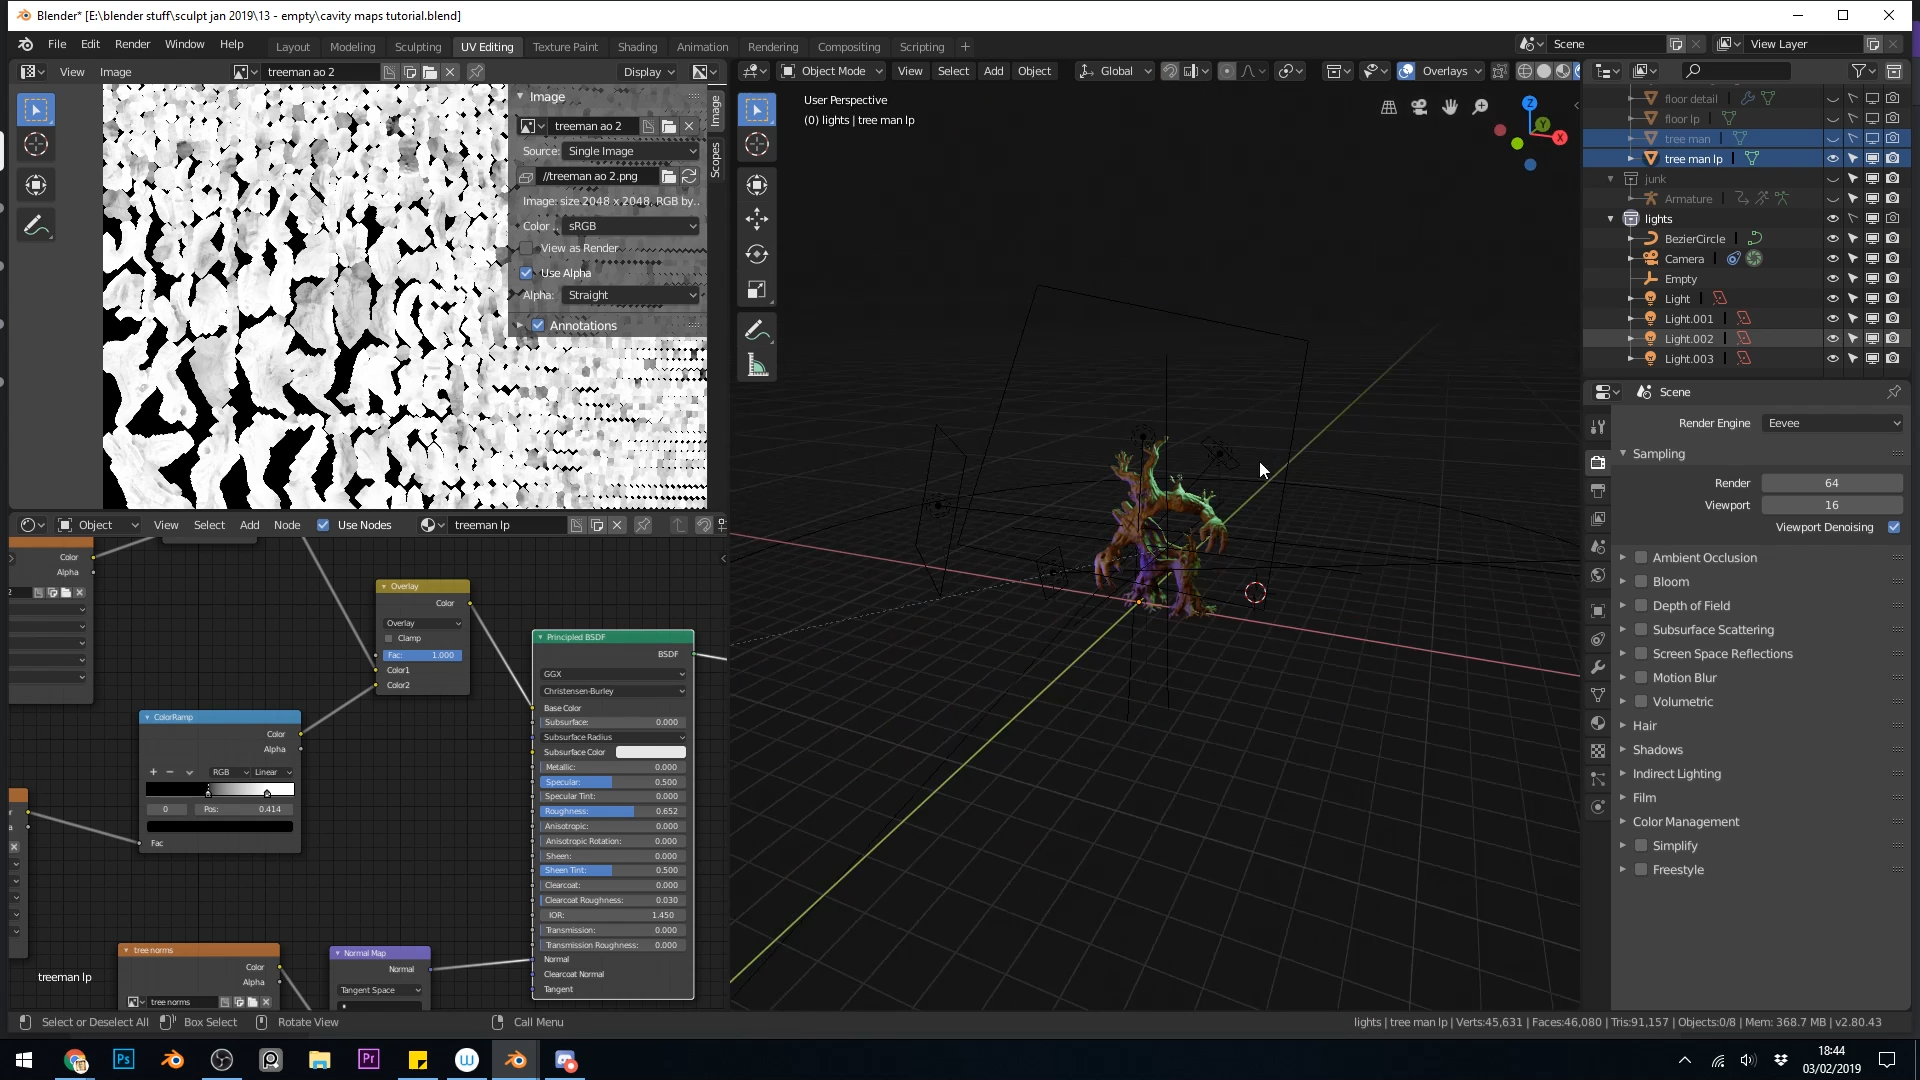 Blender* [E:\blender stuff\sculpt jan 2019\13 - empty\cavity maps tutorial.blend]
File Edit Render Window Help Layout Modeling Sculpting UV Editing Texture Paint Shading Animation Rendering Compositing Scripting + Scene View Layer
View Image treeman ao 2 Display
Object Mode View Select Add Object Global Overlays
Image
treeman ao 2
Source: Single Image
//treeman ao 2.png
Image: size 2048 x 2048, RGB by..
Color .. sRGB
View as Render
Use Alpha
Alpha: Straight
Annotations
Image
Scopes
User Perspective
(0) lights | tree man lp
Z
Y
X
floor detail
floor lp
tree man
tree man lp
junk
Armature
lights
BezierCircle
Camera
Empty
Light
Light.001
Light.002
Light.003
Scene
Render Engine Eevee
Sampling
Render 64
Viewport 16
Viewport Denoising
Ambient Occlusion
Bloom
Depth of Field
Subsurface Scattering
Screen Space Reflections
Motion Blur
Volumetric
Hair
Shadows
Indirect Lighting
Film
Color Management
Simplify
Freestyle
Object View Select Add Node Use Nodes treeman lp
Color
Alpha
2
Overlay
Color
Overlay
Clamp
Fac: 1.000
Color1
Color2
ColorRamp
Color
Alpha
+ − RGB Linear
0 Pos: 0.414
Fac
Principled BSDF
BSDF
GGX
Christensen-Burley
Base Color
Subsurface: 0.000
Subsurface Radius
Subsurface Color
Metallic: 0.000
Specular: 0.500
Specular Tint: 0.000
Roughness: 0.652
Anisotropic: 0.000
Anisotropic Rotation: 0.000
Sheen: 0.000
Sheen Tint: 0.500
Clearcoat: 0.000
Clearcoat Roughness: 0.030
IOR: 1.450
Transmission: 0.000
Transmission Roughness: 0.000
Normal
Clearcoat Normal
Tangent
tree norms
Color
Alpha
tree norms
Normal Map
Normal
Tangent Space
treeman lp
Select or Deselect All Box Select Rotate View Call Menu
lights | tree man lp | Verts:45,631 | Faces:46,080 | Tris:91,157 | Objects:0/8 | Mem: 368.7 MB | v2.80.43
Ps
Pr
18:44
03/02/2019